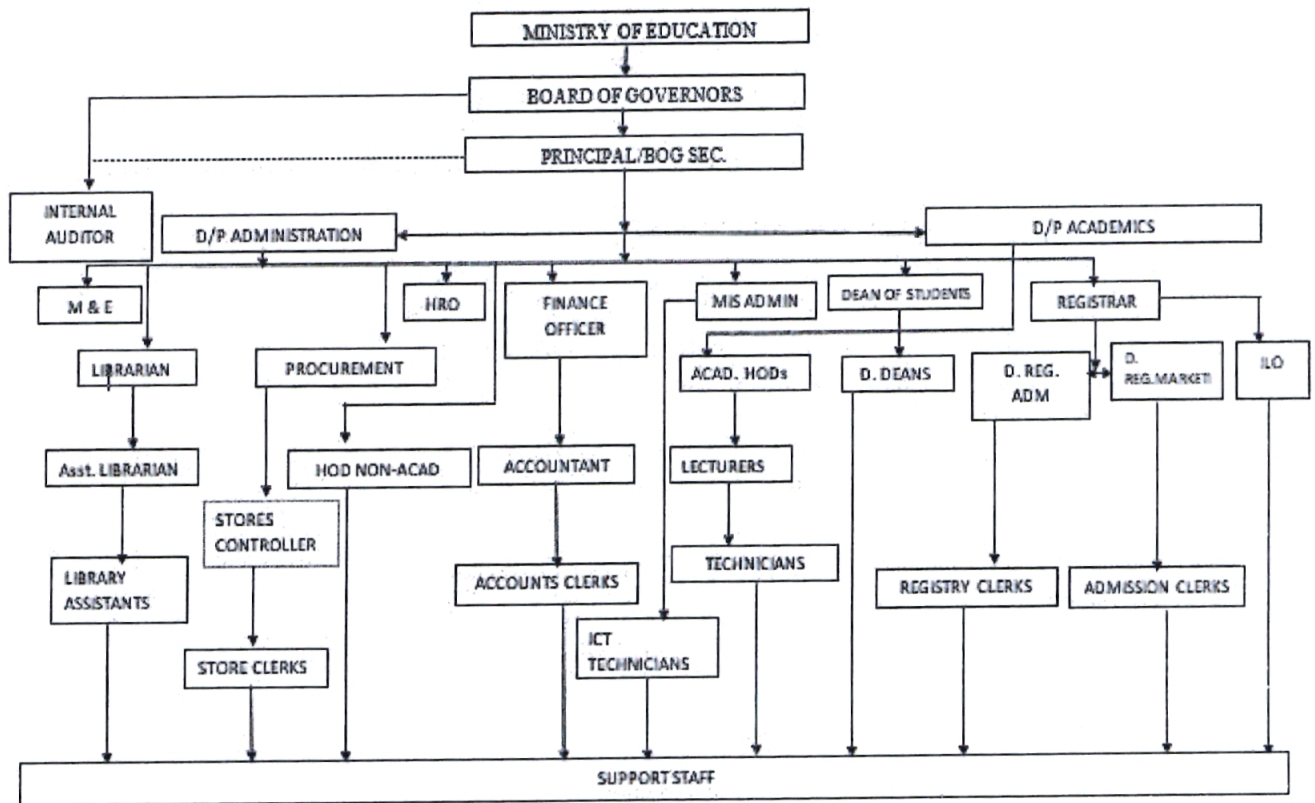 MINISTRY OF EDUCATION
BOARD OF GOVERNORS
PRINCIPAL/BOG SEC.
INTERNAL
AUDITOR
D/P ADMINISTRATION
D/P ACADEMICS
M & E
HRO
FINANCE
OFFICER
MIS ADMIN
DEAN OF STUDENTS
REGISTRAR
LIBRARIAN
PROCUREMENT
ACAD. HODs
D. DEANS
D. REG.
ADM
D.
REG.MARKETI
ILO
Asst. LIBRARIAN
HOD NON-ACAD
ACCOUNTANT
LECTURERS
STORES
CONTROLLER
TECHNICIANS
LIBRARY
ASSISTANTS
ACCOUNTS CLERKS
REGISTRY CLERKS
ADMISSION CLERKS
ICT
TECHNICIANS
STORE CLERKS
SUPPORT STAFF